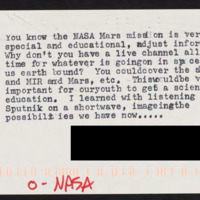 You know the NASA Mars mission is ver
special and educational, adjust infor
Why don't you have a live channel all
time for whatever is goingon in sp ce
us earth bound? You couldcover the s
and MIR and Mars, etc. Thiswouldbe v
important for ouryouth to get a scien
education. I learned with listening
Sputnik on a shortwave, imageingthe
possibilties we have now.....
O - NASA